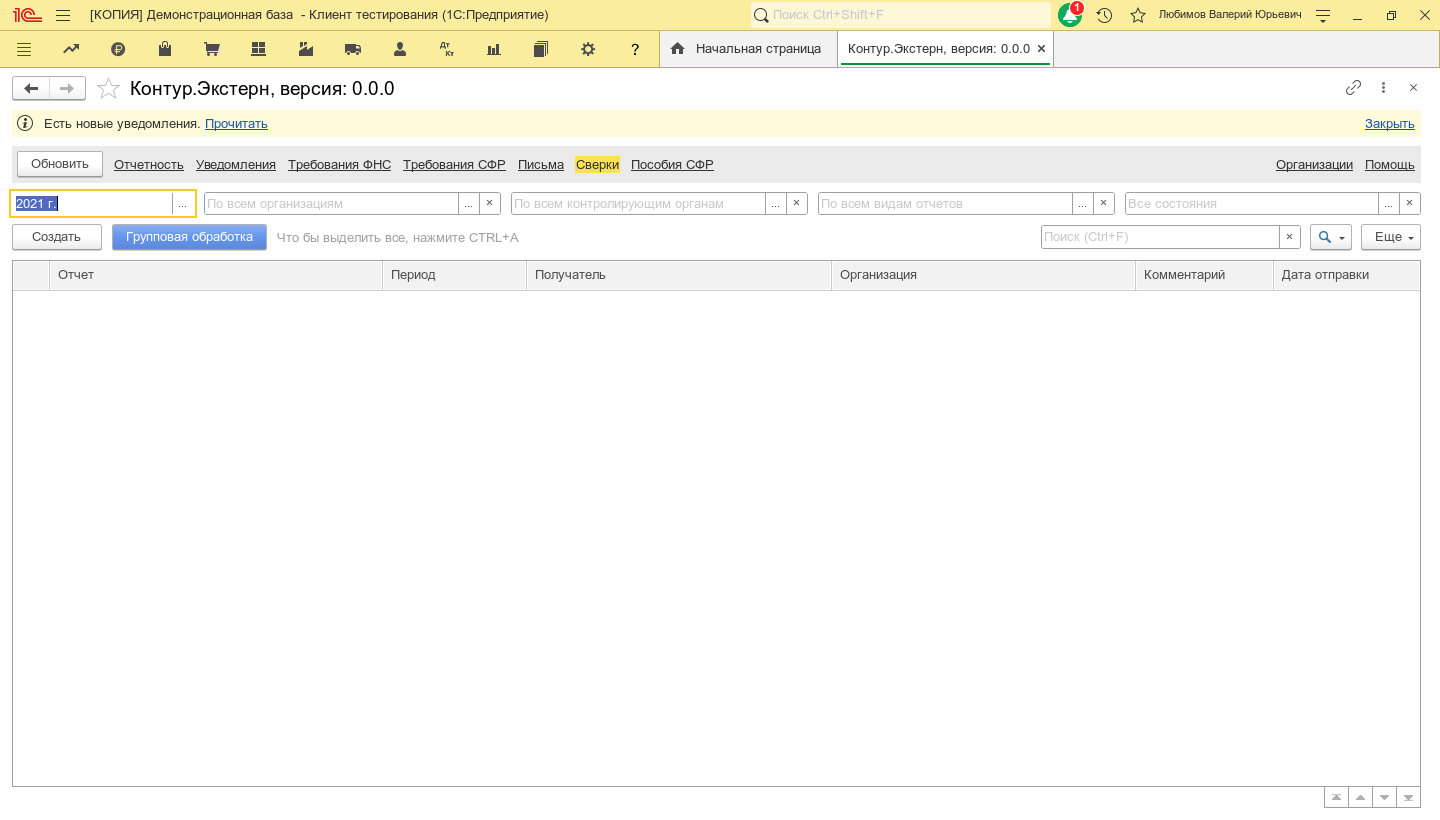 [КОПИЯ] Демонстрационная база - Клиент тестирования (1С:Предприятие)
Поиск Ctrl+Shift+F
1
Любимов Валерий Юрьевич
Дт Кт
?
Начальная страница
Контур.Экстерн, версия: 0.0.0
Контур.Экстерн, версия: 0.0.0
Есть новые уведомления. Прочитать
Закрыть
Обновить Отчетность Уведомления Требования ФНС Требования СФР Письма Сверки Пособия СФР Организации Помощь
2021 г. ... По всем организациям ... По всем контролирующим органам ... По всем видам отчетов ... Все состояния ...
Создать Групповая обработка Что бы выделить все, нажмите CTRL+A Поиск (Ctrl+F) Еще
Отчет Период Получатель Организация Комментарий Дата отправки